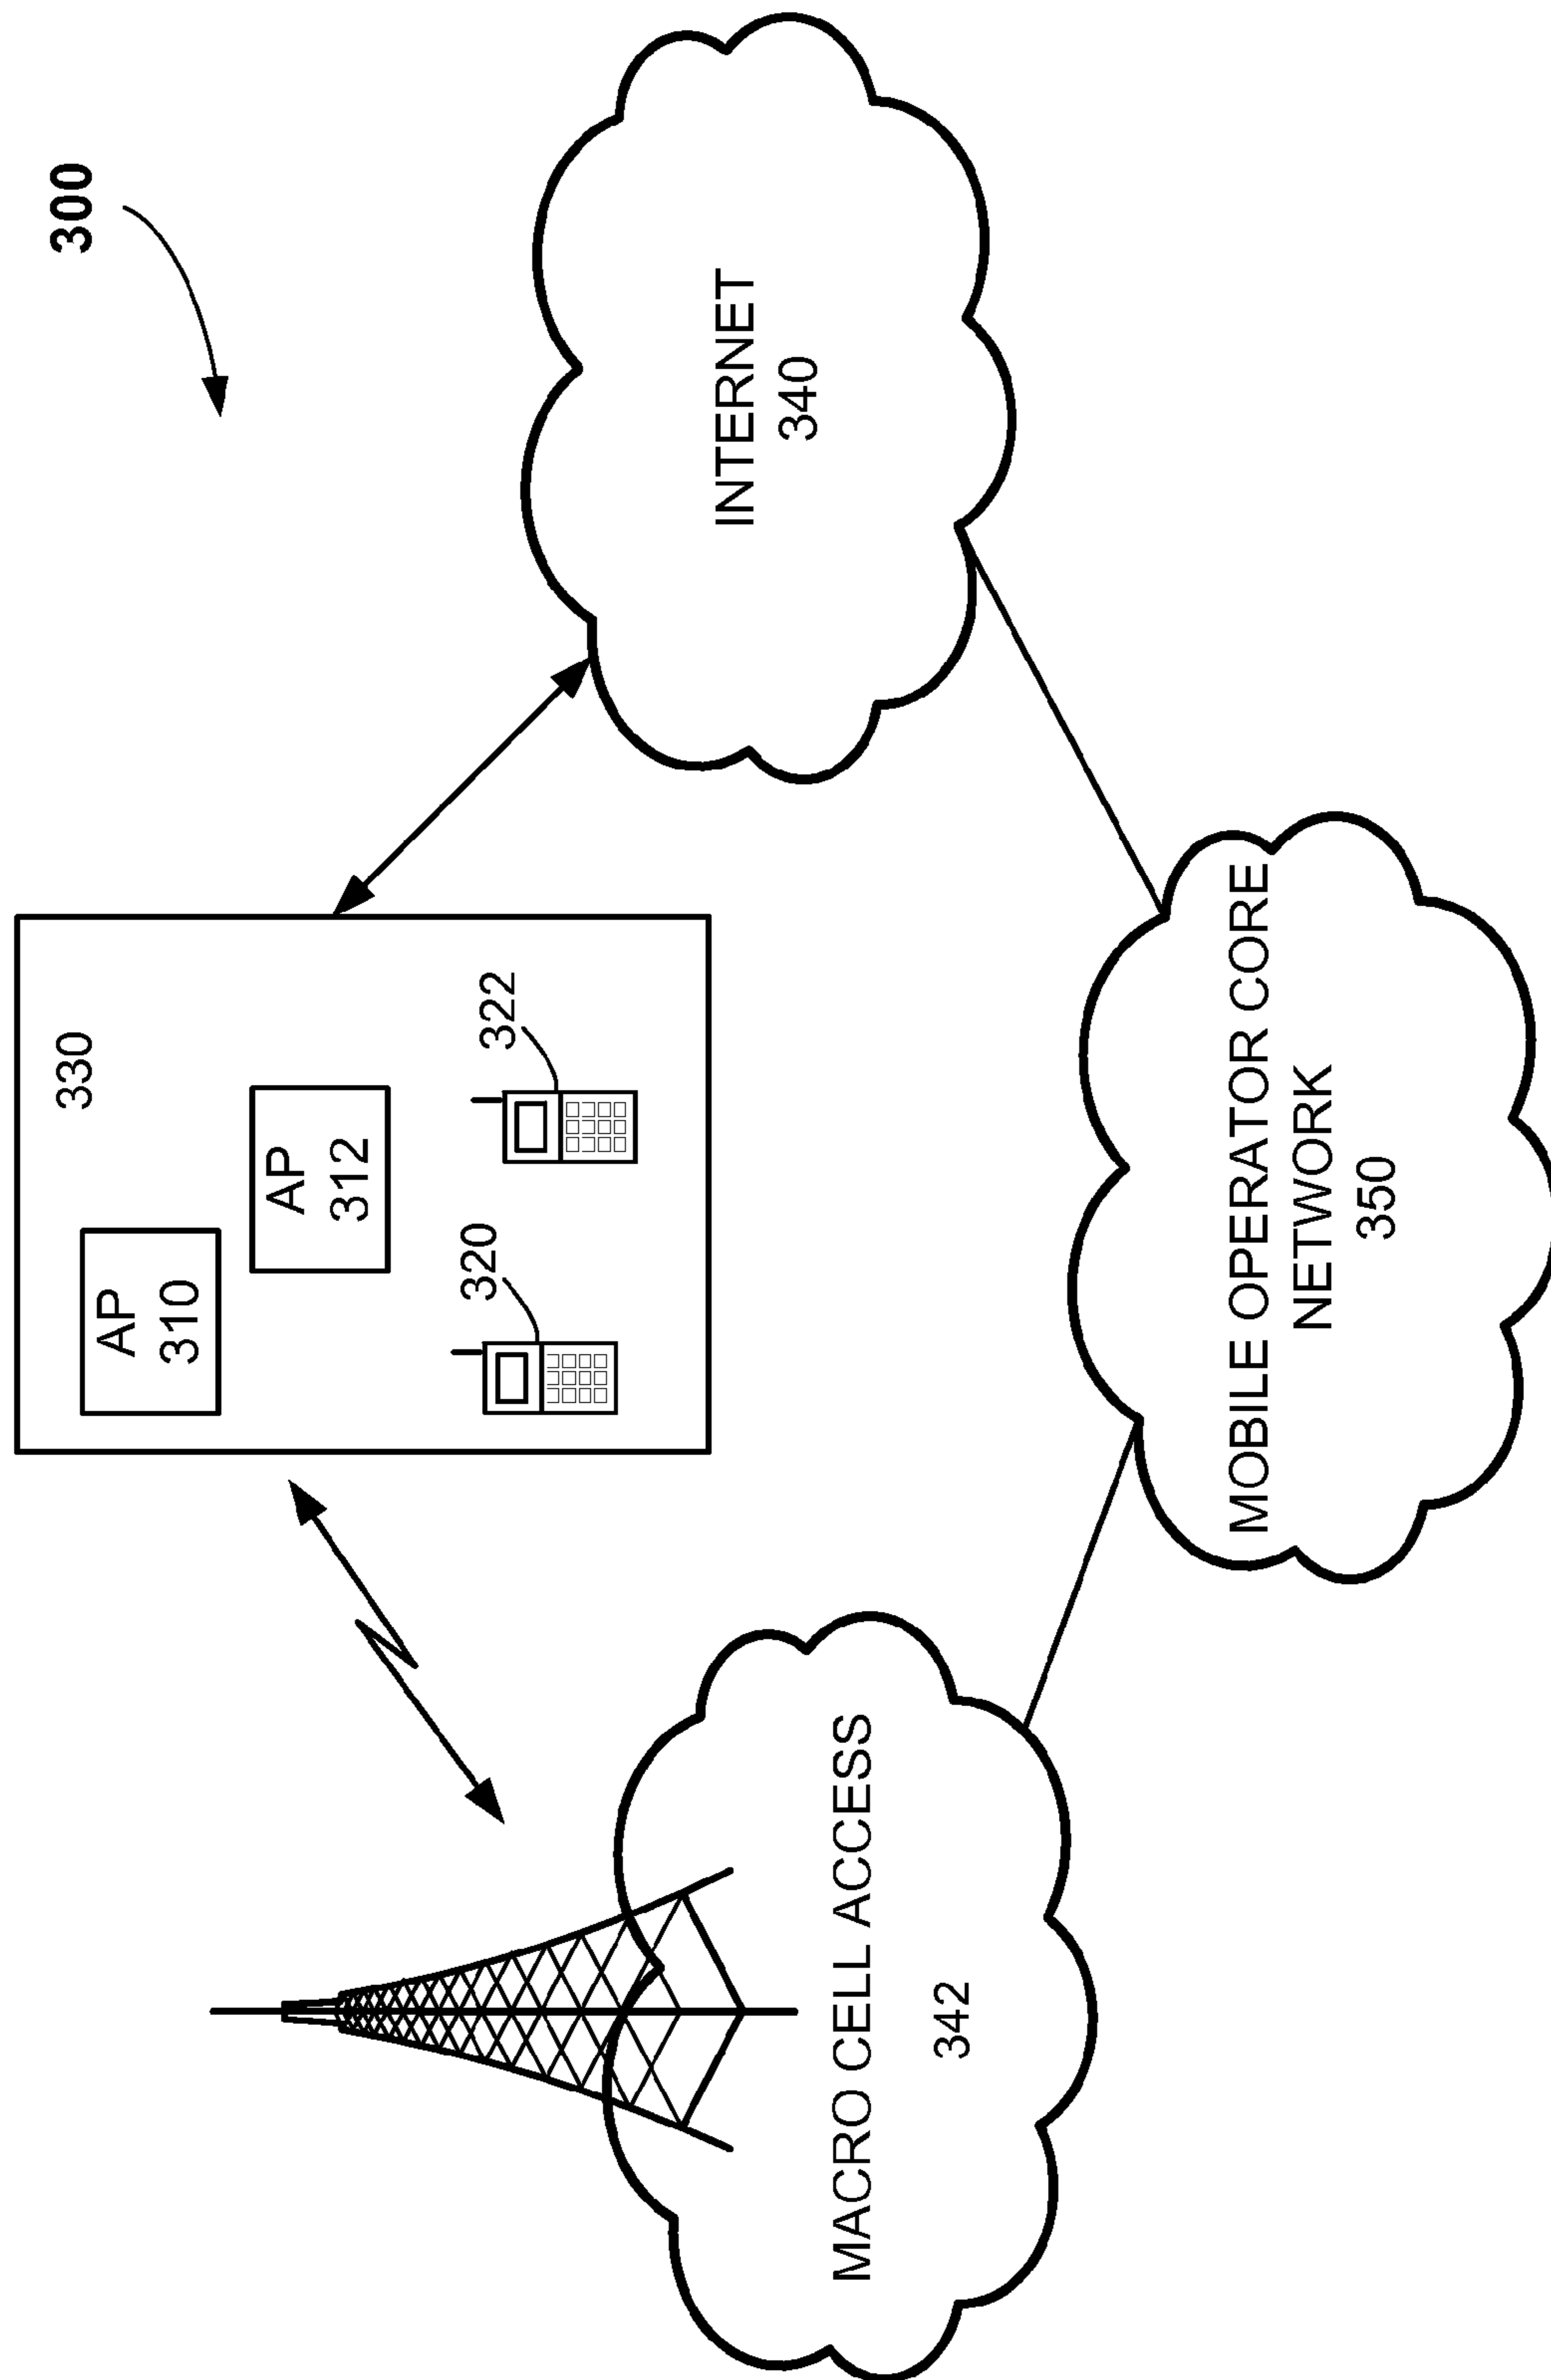 300
330
AP
310
AP
312
320
322
MACRO CELL ACCESS
342
INTERNET
340
MOBILE OPERATOR CORE
NETWORK
350